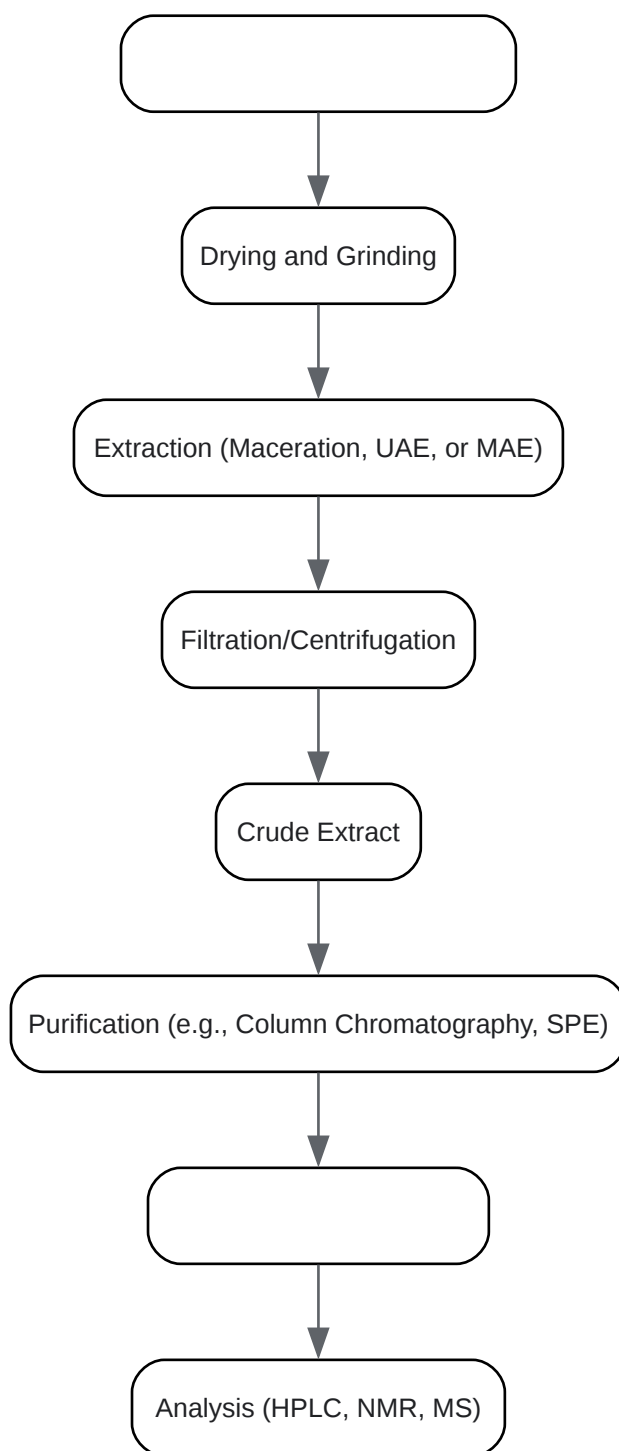 Drying and Grinding
Extraction (Maceration, UAE, or MAE)
Filtration/Centrifugation
Crude Extract
Purification (e.g., Column Chromatography, SPE)
Analysis (HPLC, NMR, MS)